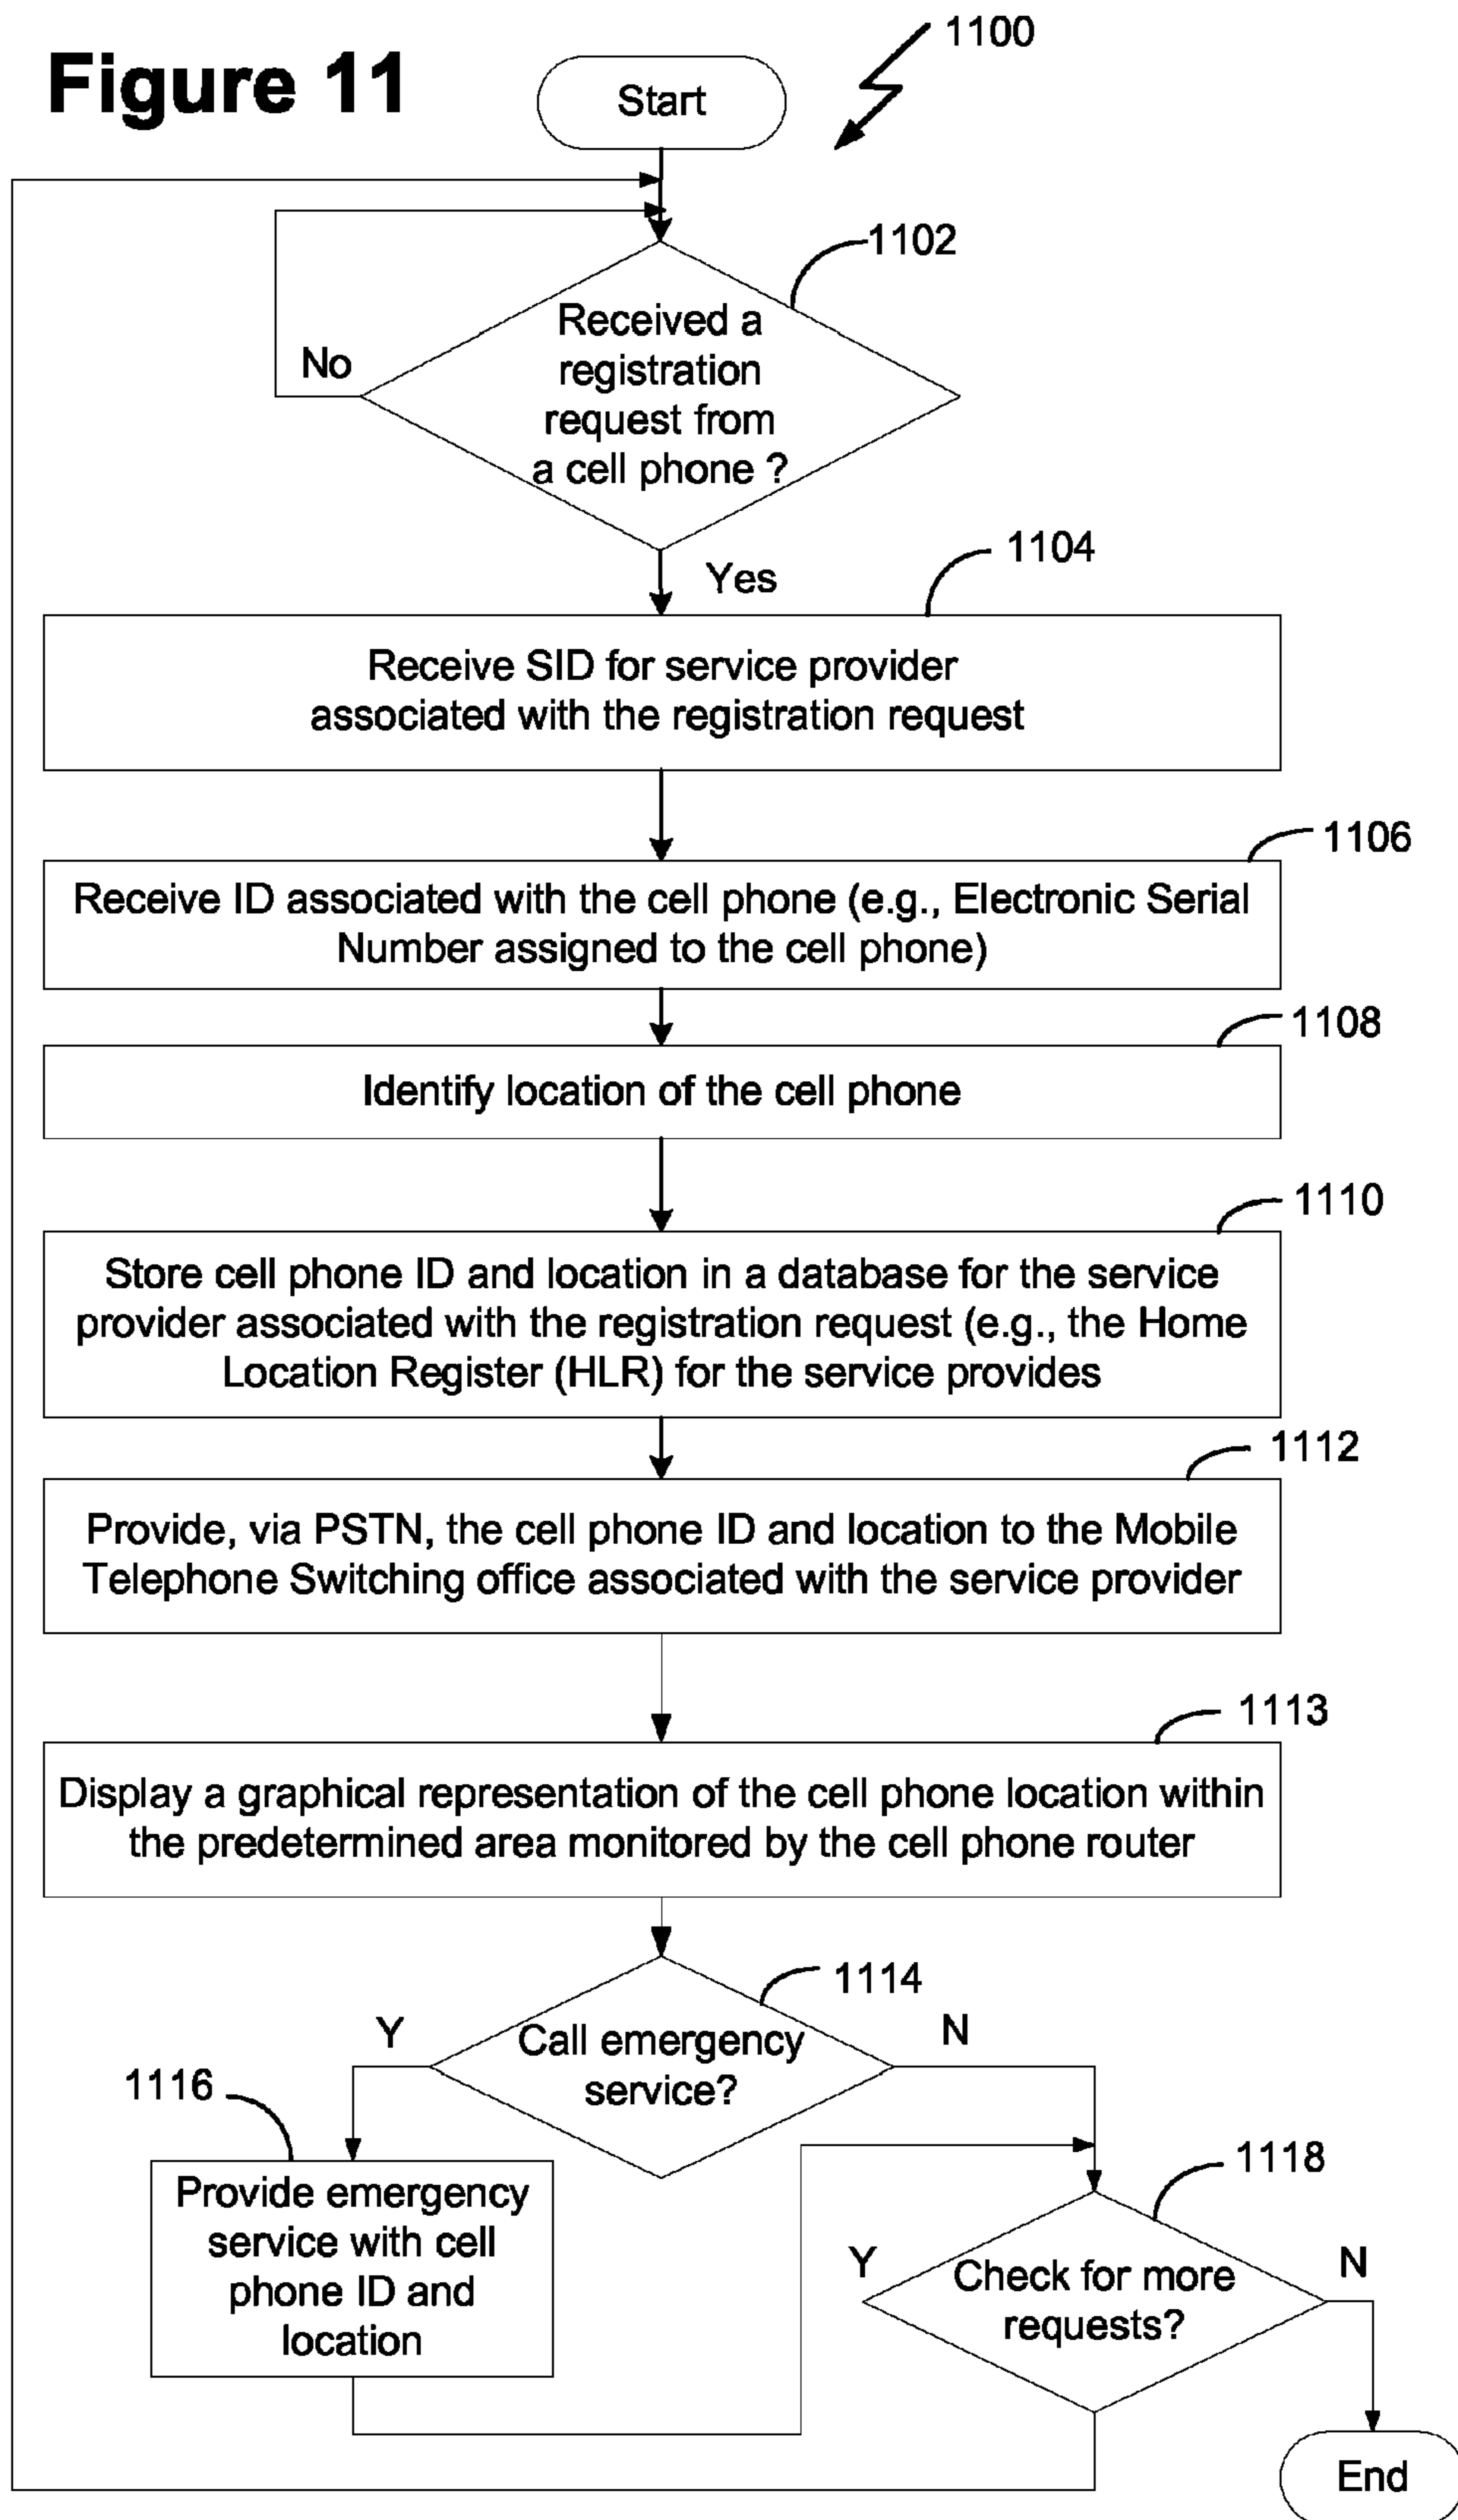 Figure 11
1100
Start
1102
Received a
registration
request from
a cell phone ?
No
Yes
1104
Receive SID for service provider
associated with the registration request
1106
Receive ID associated with the cell phone (e.g., Electronic Serial
Number assigned to the cell phone)
1108
Identify location of the cell phone
1110
Store cell phone ID and location in a database for the service
provider associated with the registration request (e.g., the Home
Location Register (HLR) for the service provides
1112
Provide, via PSTN, the cell phone ID and location to the Mobile
Telephone Switching office associated with the service provider
1113
Display a graphical representation of the cell phone location within
the predetermined area monitored by the cell phone router
1114
Y
Call emergency
service?
N
1116
Provide emergency
service with cell
phone ID and
location
1118
Y
Check for more
requests?
N
End